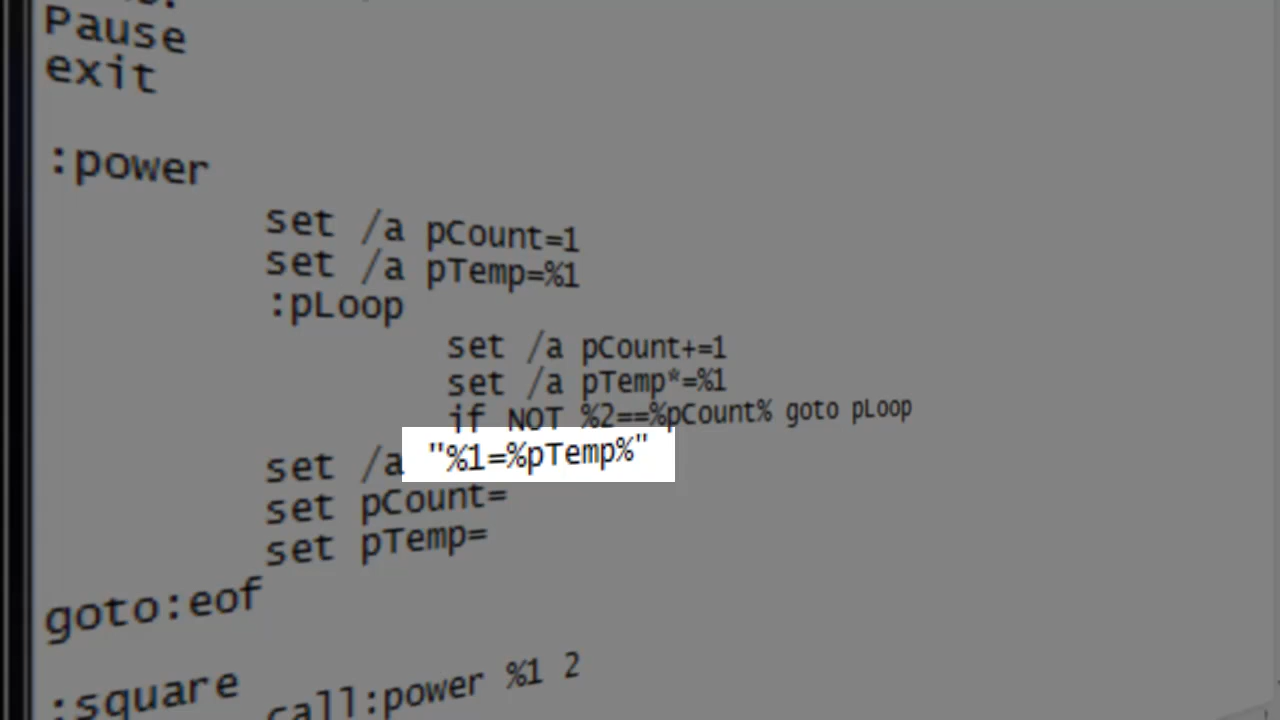 Pause
exit
:power
set /a pCount=1
set /a pTemp=%1
:pLoop
set /a pCount+=1
set /a pTemp*=%1
if NOT %2==%pCount% goto pLoop
set /a "%1=%pTemp%"
set pCount=
set pTemp=
goto:eof
:square
call:power %1 2